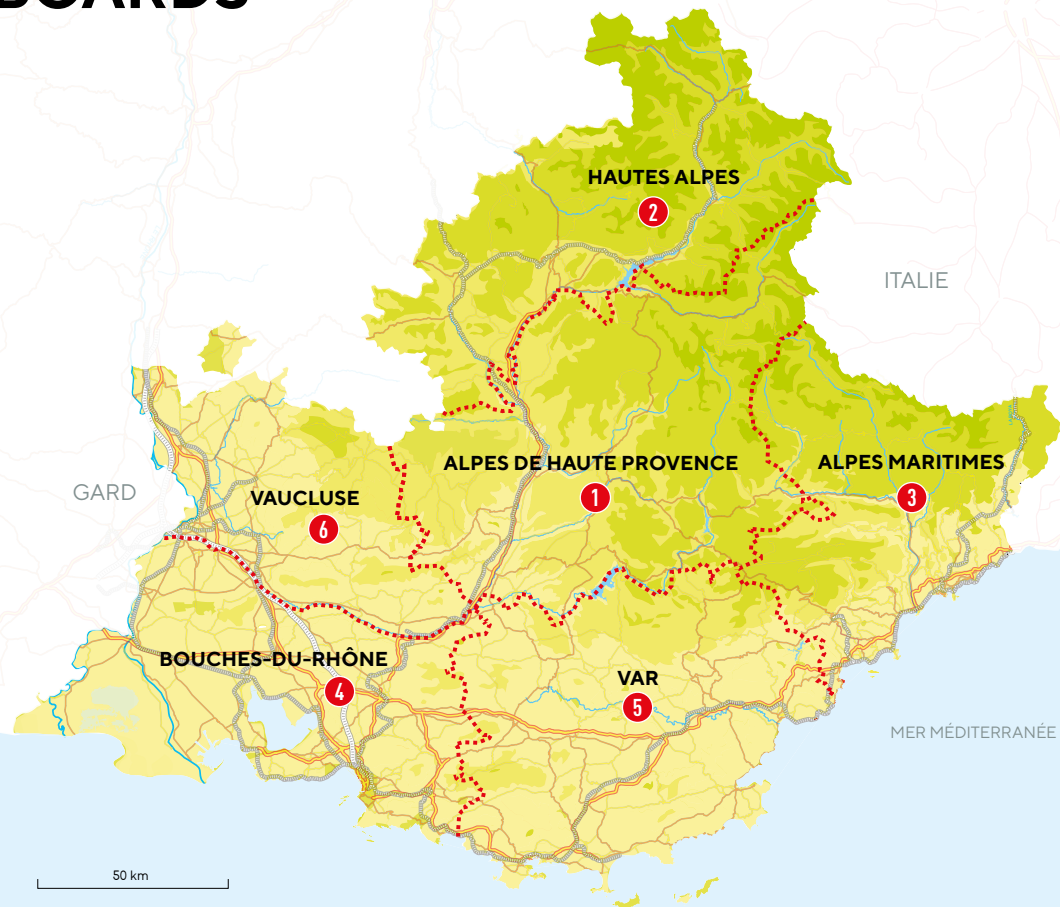 BOARDS
HAUTES ALPES
2
ITALIE
ALPES DE HAUTE PROVENCE
1
ALPES MARITIMES
3
GARD
VAUCLUSE
6
BOUCHES-DU-RHÔNE
4
VAR
5
MER MÉDITERRANÉE
50 km